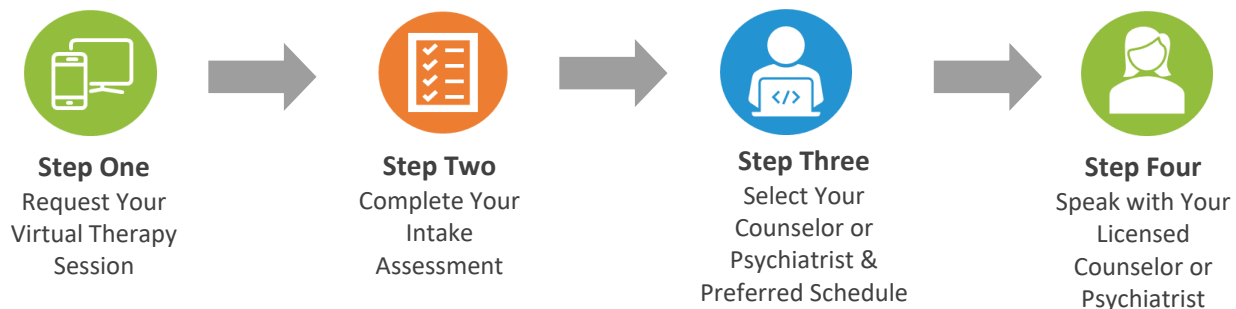 Step One
Request Your
Virtual Therapy
Session
Step Two
Complete Your
Intake
Assessment
</>
Step Three
Select Your
Counselor or
Psychiatrist &
Preferred Schedule
Step Four
Speak with Your
Licensed
Counselor or
Psychiatrist